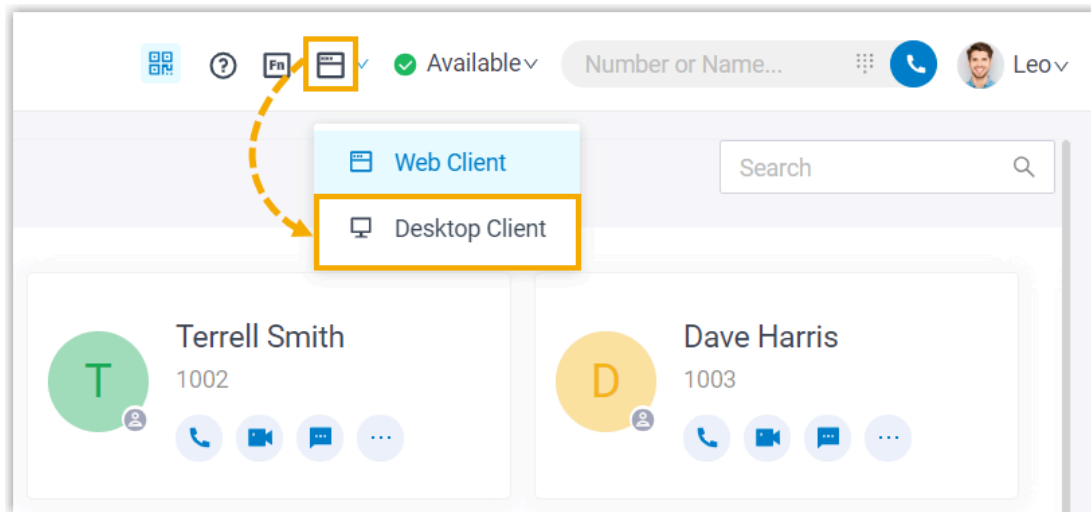 Fn
Available
Number or Name...
Leo
Web Client
Search
Desktop Client
Terrell Smith
Dave Harris
T
1002
D
1003